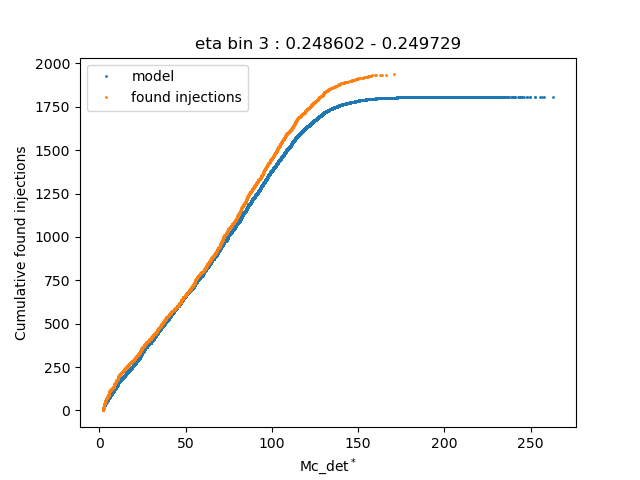 eta bin 3 : 0.248602 - 0.249729
model
found injections
Cumulative found injections
2000
1750
1500
1250
1000
750
500
250
0
0 50 100 150 200 250
Mc_det*